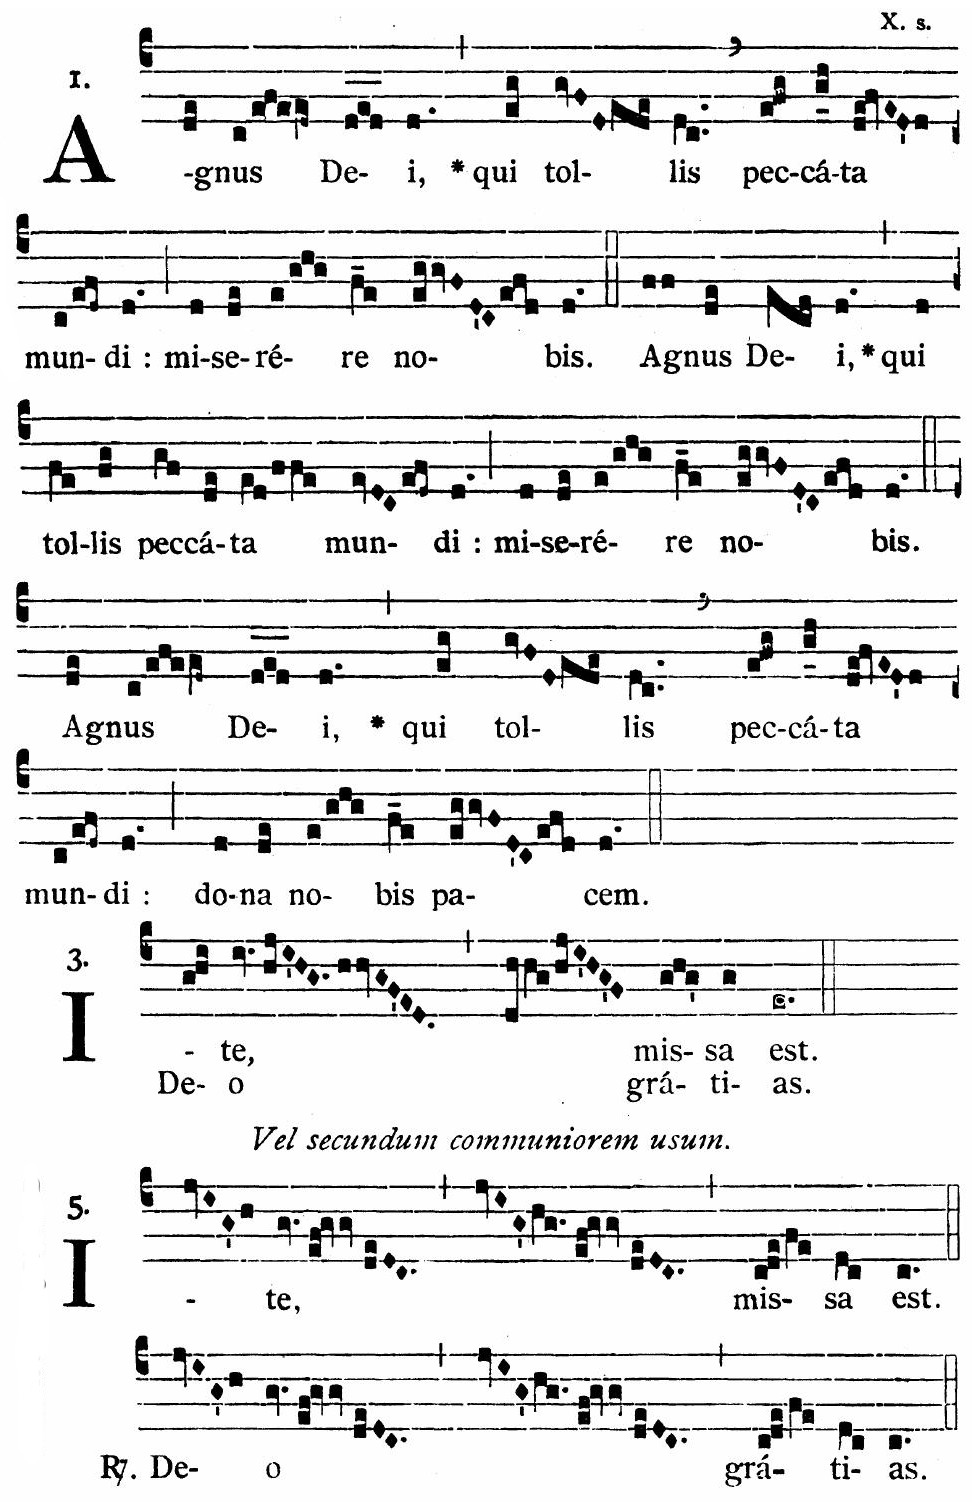 X. s.
1.
A-gnus De- i, * qui tol- lis pec-cá-ta
mun- di : mi-se-ré- re no- bis. Agnus De- i, * qui
tol-lis peccá-ta mun- di : mi-se-ré- re no- bis.
Agnus De- i, * qui tol- lis pec-cá-ta
mun- di : do-na no- bis pa- cem.
3.
I- te, mis- sa est.
De- o grá- ti- as.
Vel secundum communiorem usum.
5.
I- te, mis- sa est.
℟. De- o grá- ti- as.